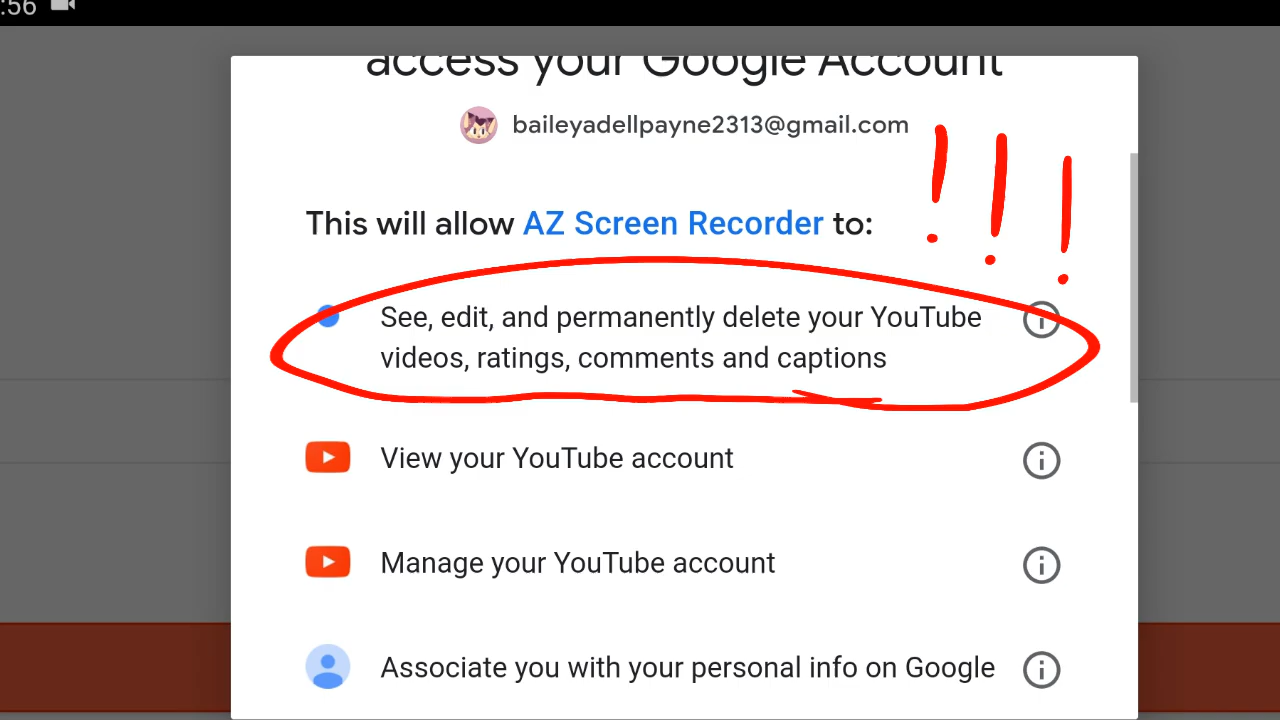 :56
access your Google Account
baileyadellpayne2313@gmail.com
This will allow AZ Screen Recorder to:
!!!
See, edit, and permanently delete your YouTube
videos, ratings, comments and captions
View your YouTube account
Manage your YouTube account
Associate you with your personal info on Google